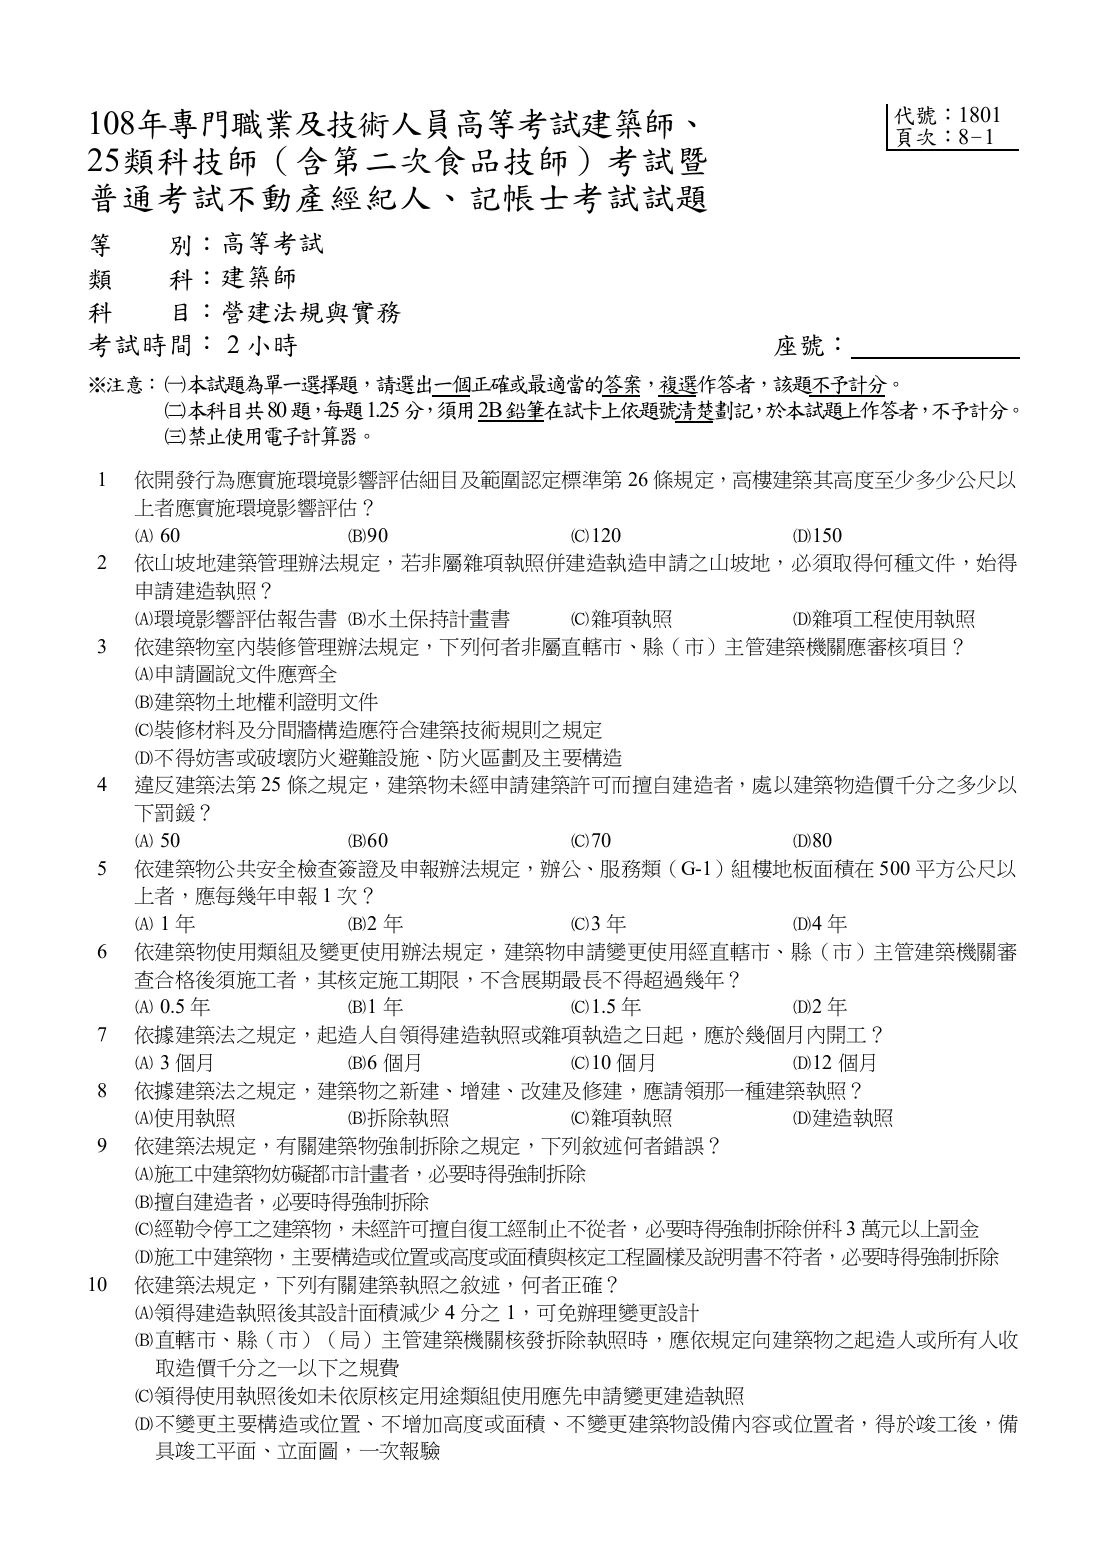 108年專門職業及技術人員高等考試建築師、
25類科技師（含第二次食品技師）考試暨
普通考試不動產經紀人、記帳士考試試題
代號：1801
頁次：8－1
等別：高等考試
類科：建築師
科目：營建法規與實務
考試時間：2小時
座號：
※注意：㈠本試題為單一選擇題，請選出一個正確或最適當的答案，複選作答者，該題不予計分。
㈡本科目共80題，每題1.25分，須用2B鉛筆在試卡上依題號清楚劃記，於本試題上作答者，不予計分。
㈢禁止使用電子計算器。
1 依開發行為應實施環境影響評估細目及範圍認定標準第 26 條規定，高樓建築其高度至少多少公尺以
上者應實施環境影響評估？
(A) 60 (B)90 (C)120 (D)150
2 依山坡地建築管理辦法規定，若非屬雜項執照併建造執造申請之山坡地，必須取得何種文件，始得
申請建造執照？
(A)環境影響評估報告書 (B)水土保持計畫書 (C)雜項執照 (D)雜項工程使用執照
3 依建築物室內裝修管理辦法規定，下列何者非屬直轄市、縣（市）主管建築機關應審核項目？
(A)申請圖說文件應齊全
(B)建築物土地權利證明文件
(C)裝修材料及分間牆構造應符合建築技術規則之規定
(D)不得妨害或破壞防火避難設施、防火區劃及主要構造
4 違反建築法第 25 條之規定，建築物未經申請建築許可而擅自建造者，處以建築物造價千分之多少以
下罰鍰？
(A) 50 (B)60 (C)70 (D)80
5 依建築物公共安全檢查簽證及申報辦法規定，辦公、服務類（G-1）組樓地板面積在 500 平方公尺以
上者，應每幾年申報 1 次？
(A) 1 年 (B)2 年 (C)3 年 (D)4 年
6 依建築物使用類組及變更使用辦法規定，建築物申請變更使用經直轄市、縣（市）主管建築機關審
查合格後須施工者，其核定施工期限，不含展期最長不得超過幾年？
(A) 0.5 年 (B)1 年 (C)1.5 年 (D)2 年
7 依據建築法之規定，起造人自領得建造執照或雜項執造之日起，應於幾個月內開工？
(A) 3 個月 (B)6 個月 (C)10 個月 (D)12 個月
8 依據建築法之規定，建築物之新建、增建、改建及修建，應請領那一種建築執照？
(A)使用執照 (B)拆除執照 (C)雜項執照 (D)建造執照
9 依建築法規定，有關建築物強制拆除之規定，下列敘述何者錯誤？
(A)施工中建築物妨礙都市計畫者，必要時得強制拆除
(B)擅自建造者，必要時得強制拆除
(C)經勒令停工之建築物，未經許可擅自復工經制止不從者，必要時得強制拆除併科 3 萬元以上罰金
(D)施工中建築物，主要構造或位置或高度或面積與核定工程圖樣及說明書不符者，必要時得強制拆除
10 依建築法規定，下列有關建築執照之敘述，何者正確？
(A)領得建造執照後其設計面積減少 4 分之 1，可免辦理變更設計
(B)直轄市、縣（市）（局）主管建築機關核發拆除執照時，應依規定向建築物之起造人或所有人收
取造價千分之一以下之規費
(C)領得使用執照後如未依原核定用途類組使用應先申請變更建造執照
(D)不變更主要構造或位置、不增加高度或面積、不變更建築物設備內容或位置者，得於竣工後，備
具竣工平面、立面圖，一次報驗